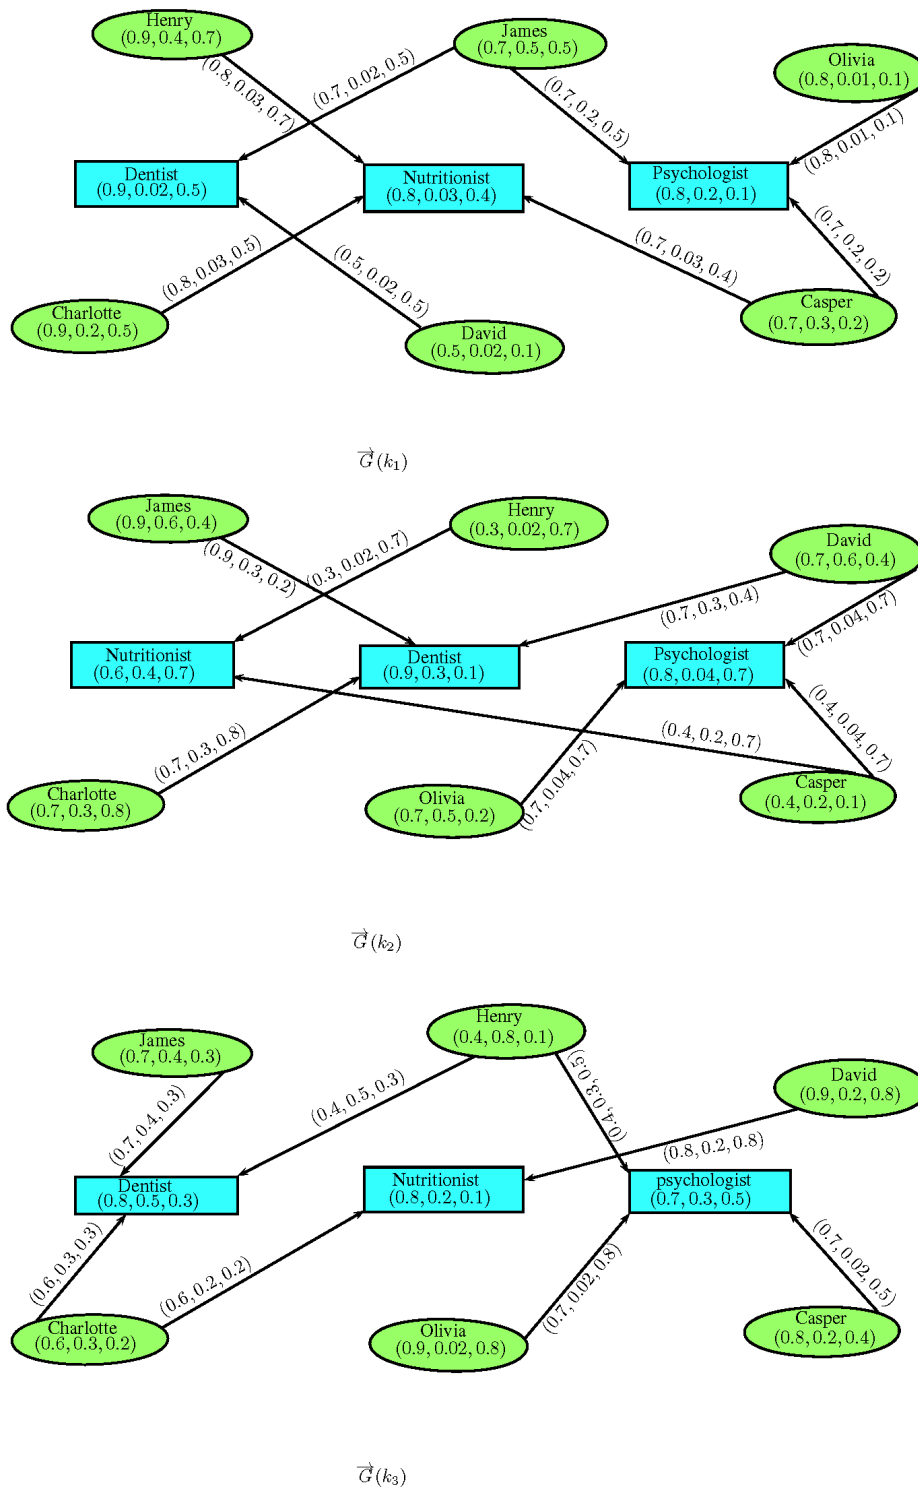 Henry
(0.9, 0.4, 0.7)
James
(0.7, 0.5, 0.5)
Olivia
(0.8, 0.01, 0.1)
(0.8, 0.03, 0.7)
(0.7, 0.02, 0.5)
(0.7, 0.2, 0.5)
(0.8, 0.01, 0.1)
Dentist
(0.9, 0.02, 0.5)
Nutritionist
(0.8, 0.03, 0.4)
Psychologist
(0.8, 0.2, 0.1)
(0.8, 0.03, 0.5)
(0.5, 0.02, 0.5)
(0.7, 0.03, 0.4)
(0.7, 0.2, 0.2)
Charlotte
(0.9, 0.2, 0.5)
David
(0.5, 0.02, 0.1)
Casper
(0.7, 0.3, 0.2)
G⃗(k₁)
James
(0.9, 0.6, 0.4)
Henry
(0.3, 0.02, 0.7)
David
(0.7, 0.6, 0.4)
(0.9, 0.3, 0.2)
(0.3, 0.02, 0.7)
(0.7, 0.3, 0.4)
(0.7, 0.04, 0.7)
Nutritionist
(0.6, 0.4, 0.7)
Dentist
(0.9, 0.3, 0.1)
Psychologist
(0.8, 0.04, 0.7)
(0.7, 0.3, 0.8)
(0.7, 0.04, 0.7)
(0.4, 0.2, 0.7)
(0.4, 0.04, 0.7)
Charlotte
(0.7, 0.3, 0.8)
Olivia
(0.7, 0.5, 0.2)
Casper
(0.4, 0.2, 0.1)
G⃗(k₂)
James
(0.7, 0.4, 0.3)
Henry
(0.4, 0.8, 0.1)
David
(0.9, 0.2, 0.8)
(0.7, 0.4, 0.3)
(0.4, 0.5, 0.3)
(0.4, 0.3, 0.5)
(0.8, 0.2, 0.8)
Dentist
(0.8, 0.5, 0.3)
Nutritionist
(0.8, 0.2, 0.1)
psychologist
(0.7, 0.3, 0.5)
(0.6, 0.3, 0.3)
(0.6, 0.2, 0.2)
(0.7, 0.02, 0.8)
(0.7, 0.02, 0.5)
Charlotte
(0.6, 0.3, 0.2)
Olivia
(0.9, 0.02, 0.8)
Casper
(0.8, 0.2, 0.4)
G⃗(k₃)